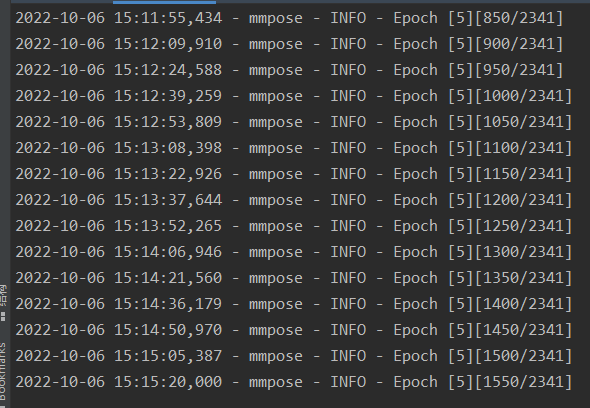 2022-10-06 15:11:55,434 - mmpose - INFO - Epoch [5][850/2341]
2022-10-06 15:12:09,910 - mmpose - INFO - Epoch [5][900/2341]
2022-10-06 15:12:24,588 - mmpose - INFO - Epoch [5][950/2341]
2022-10-06 15:12:39,259 - mmpose - INFO - Epoch [5][1000/2341]
2022-10-06 15:12:53,809 - mmpose - INFO - Epoch [5][1050/2341]
2022-10-06 15:13:08,398 - mmpose - INFO - Epoch [5][1100/2341]
2022-10-06 15:13:22,926 - mmpose - INFO - Epoch [5][1150/2341]
2022-10-06 15:13:37,644 - mmpose - INFO - Epoch [5][1200/2341]
2022-10-06 15:13:52,265 - mmpose - INFO - Epoch [5][1250/2341]
2022-10-06 15:14:06,946 - mmpose - INFO - Epoch [5][1300/2341]
2022-10-06 15:14:21,560 - mmpose - INFO - Epoch [5][1350/2341]
2022-10-06 15:14:36,179 - mmpose - INFO - Epoch [5][1400/2341]
2022-10-06 15:14:50,970 - mmpose - INFO - Epoch [5][1450/2341]
2022-10-06 15:15:05,387 - mmpose - INFO - Epoch [5][1500/2341]
2022-10-06 15:15:20,000 - mmpose - INFO - Epoch [5][1550/2341]
结构
Bookmarks